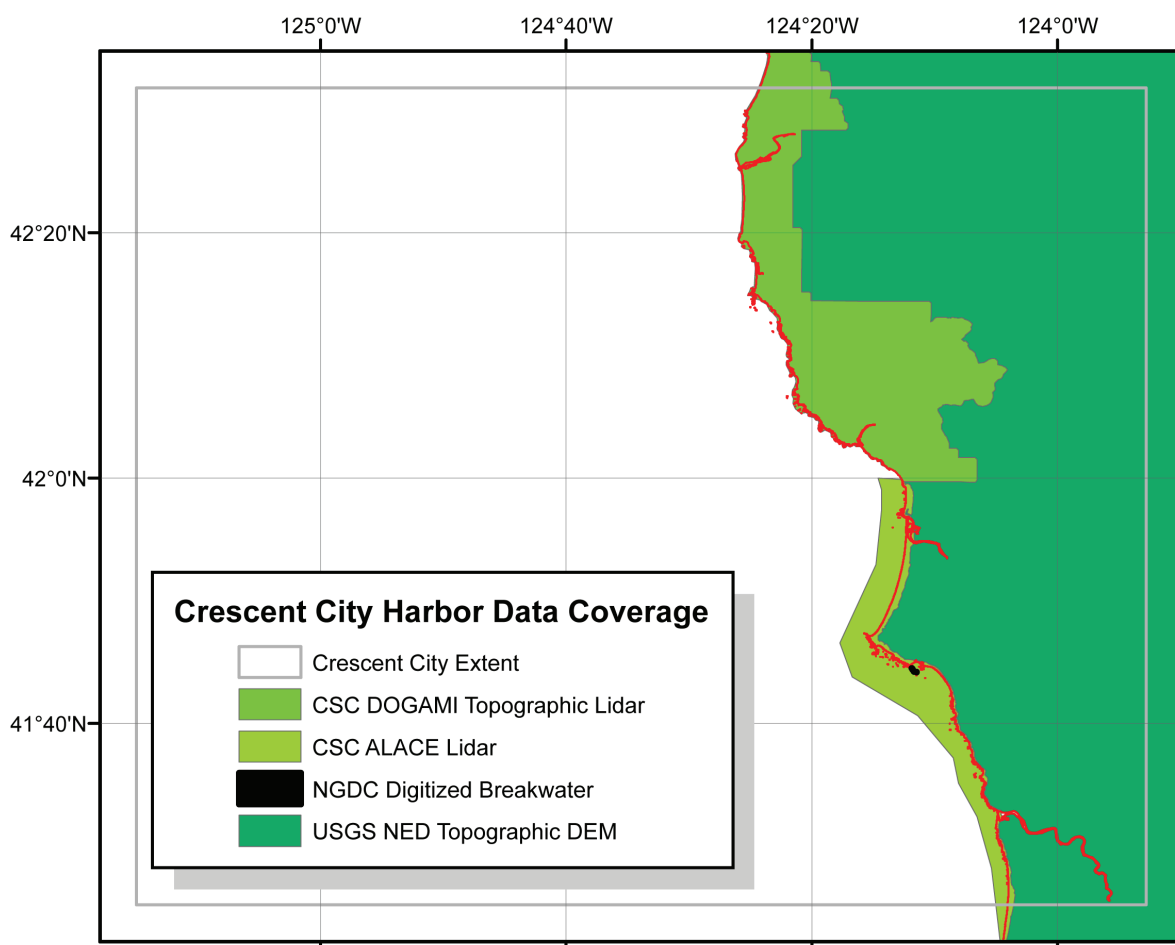 125°0'W 124°40'W 124°20'W 124°0'W
42°20'N
42°0'N
41°40'N
Crescent City Harbor Data Coverage
Crescent City Extent
CSC DOGAMI Topographic Lidar
CSC ALACE Lidar
NGDC Digitized Breakwater
USGS NED Topographic DEM